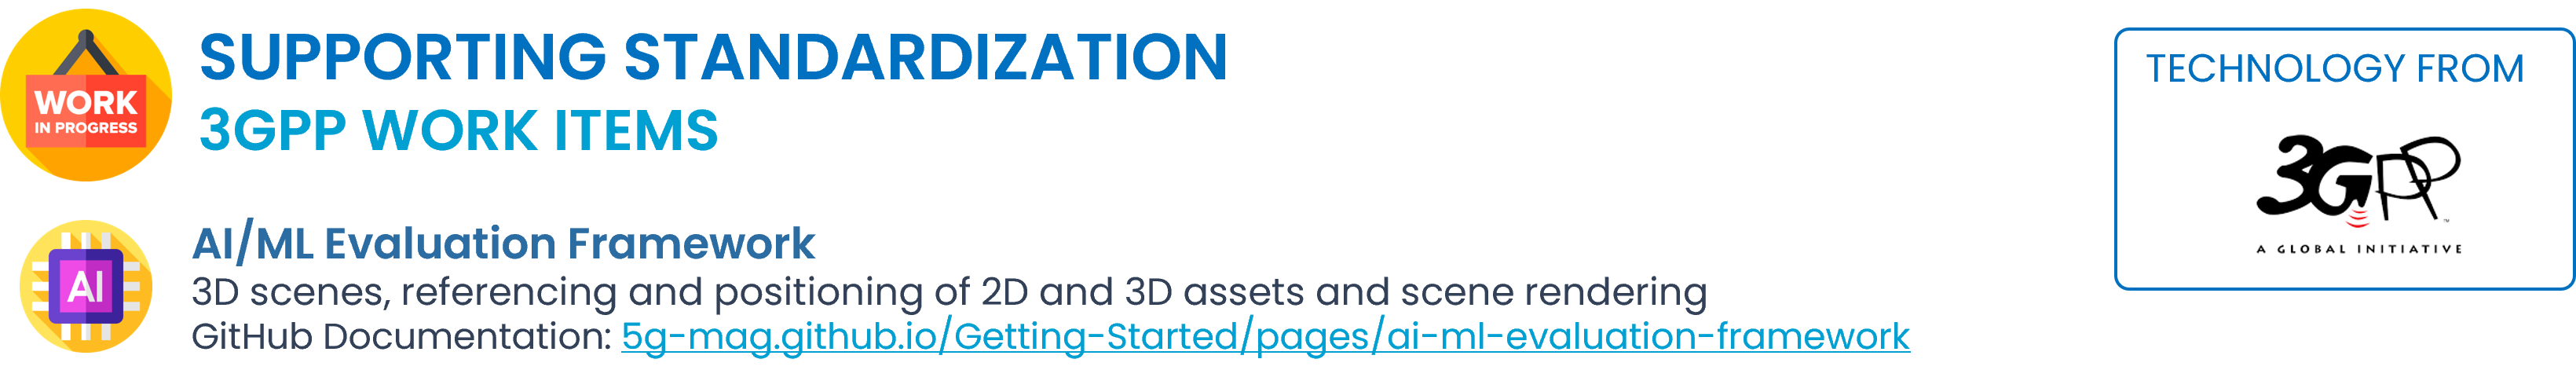 WORK
IN PROGRESS
SUPPORTING STANDARDIZATION
3GPP WORK ITEMS
TECHNOLOGY FROM
3GPP
™
A GLOBAL INITIATIVE
AI
AI/ML Evaluation Framework
3D scenes, referencing and positioning of 2D and 3D assets and scene rendering
GitHub Documentation: 5g-mag.github.io/Getting-Started/pages/ai-ml-evaluation-framework